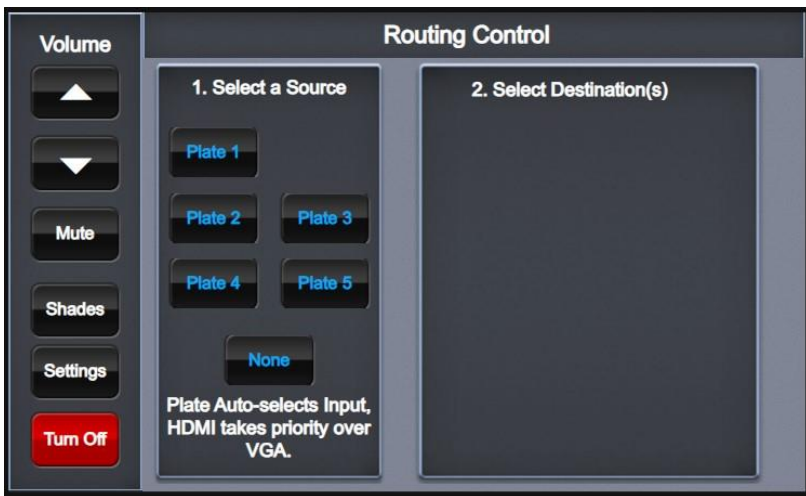 Volume
Mute
Shades
Settings
Turn Off
Routing Control
1. Select a Source
Plate 1
Plate 2
Plate 3
Plate 4
Plate 5
None
Plate Auto-selects Input,
HDMI takes priority over
VGA.
2. Select Destination(s)